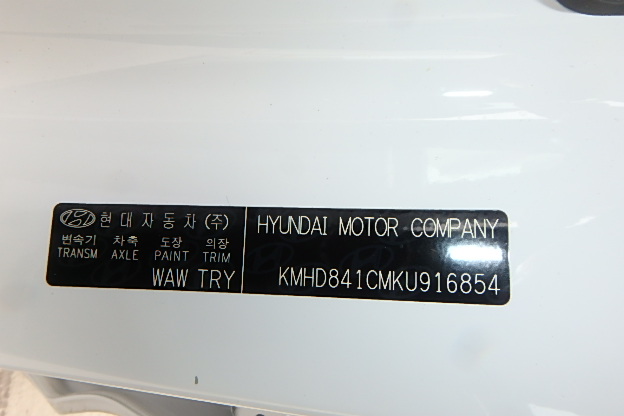 현대자동차(주)
변속기 차축 도장 의장
TRANSM AXLE PAINT TRIM
WAW TRY
HYUNDAI MOTOR COMPANY
KMHD841CMKU916854